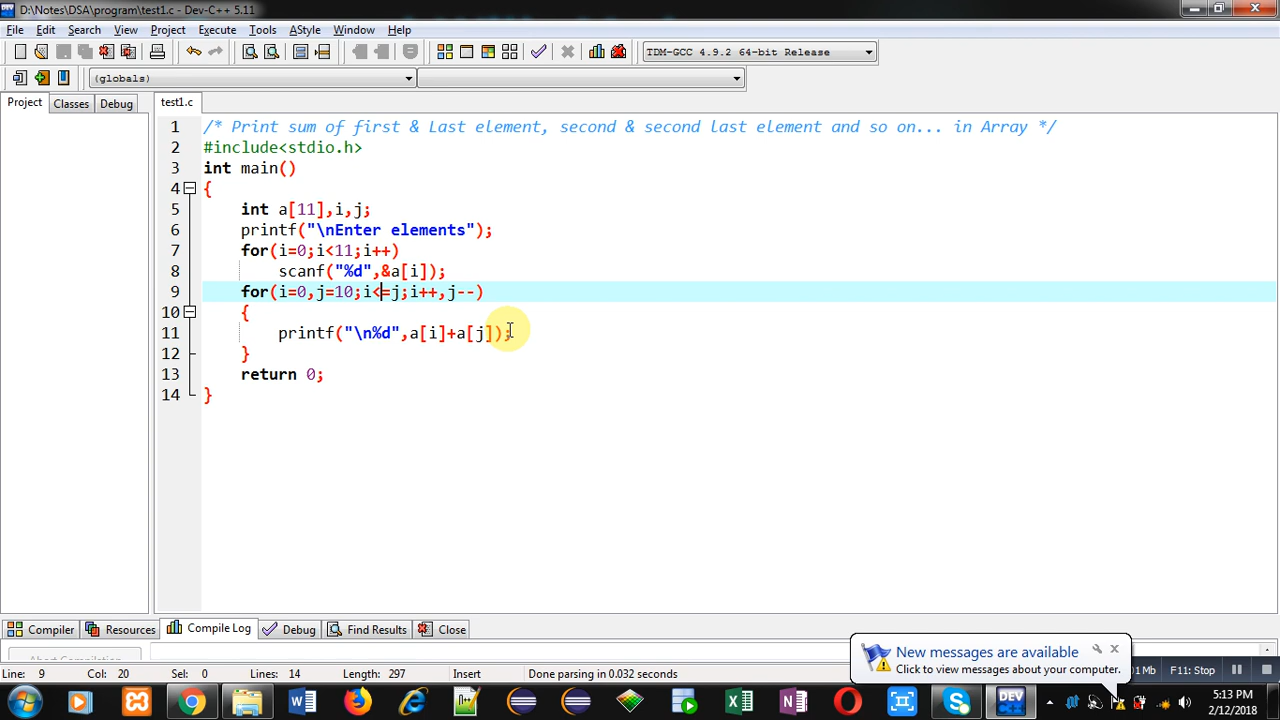 D:\Notes\DSA\program\test1.c - Dev-C++ 5.11
File Edit Search View Project Execute Tools AStyle Window Help
TDM-GCC 4.9.2 64-bit Release
(globals)
Project Classes Debug test1.c
1 /* Print sum of first & Last element, second & second last element and so on... in Array */
2 #include<stdio.h>
3 int main()
4 {
5 int a[11],i,j;
6 printf("\nEnter elements");
7 for(i=0;i<11;i++)
8 scanf("%d",&a[i]);
9 for(i=0,j=10;i<=j;i++,j--)
10 {
11 printf("\n%d",a[i]+a[j]);
12 }
13 return 0;
14 }
Compiler Resources Compile Log Debug Find Results Close
Abort Compilation
New messages are available
Click to view messages about your computer.
Line: 9 Col: 20 Sel: 0 Lines: 14 Length: 297 Insert Done parsing in 0.032 seconds
1 Mb F11: Stop
DEV
5:13 PM
2/12/2018